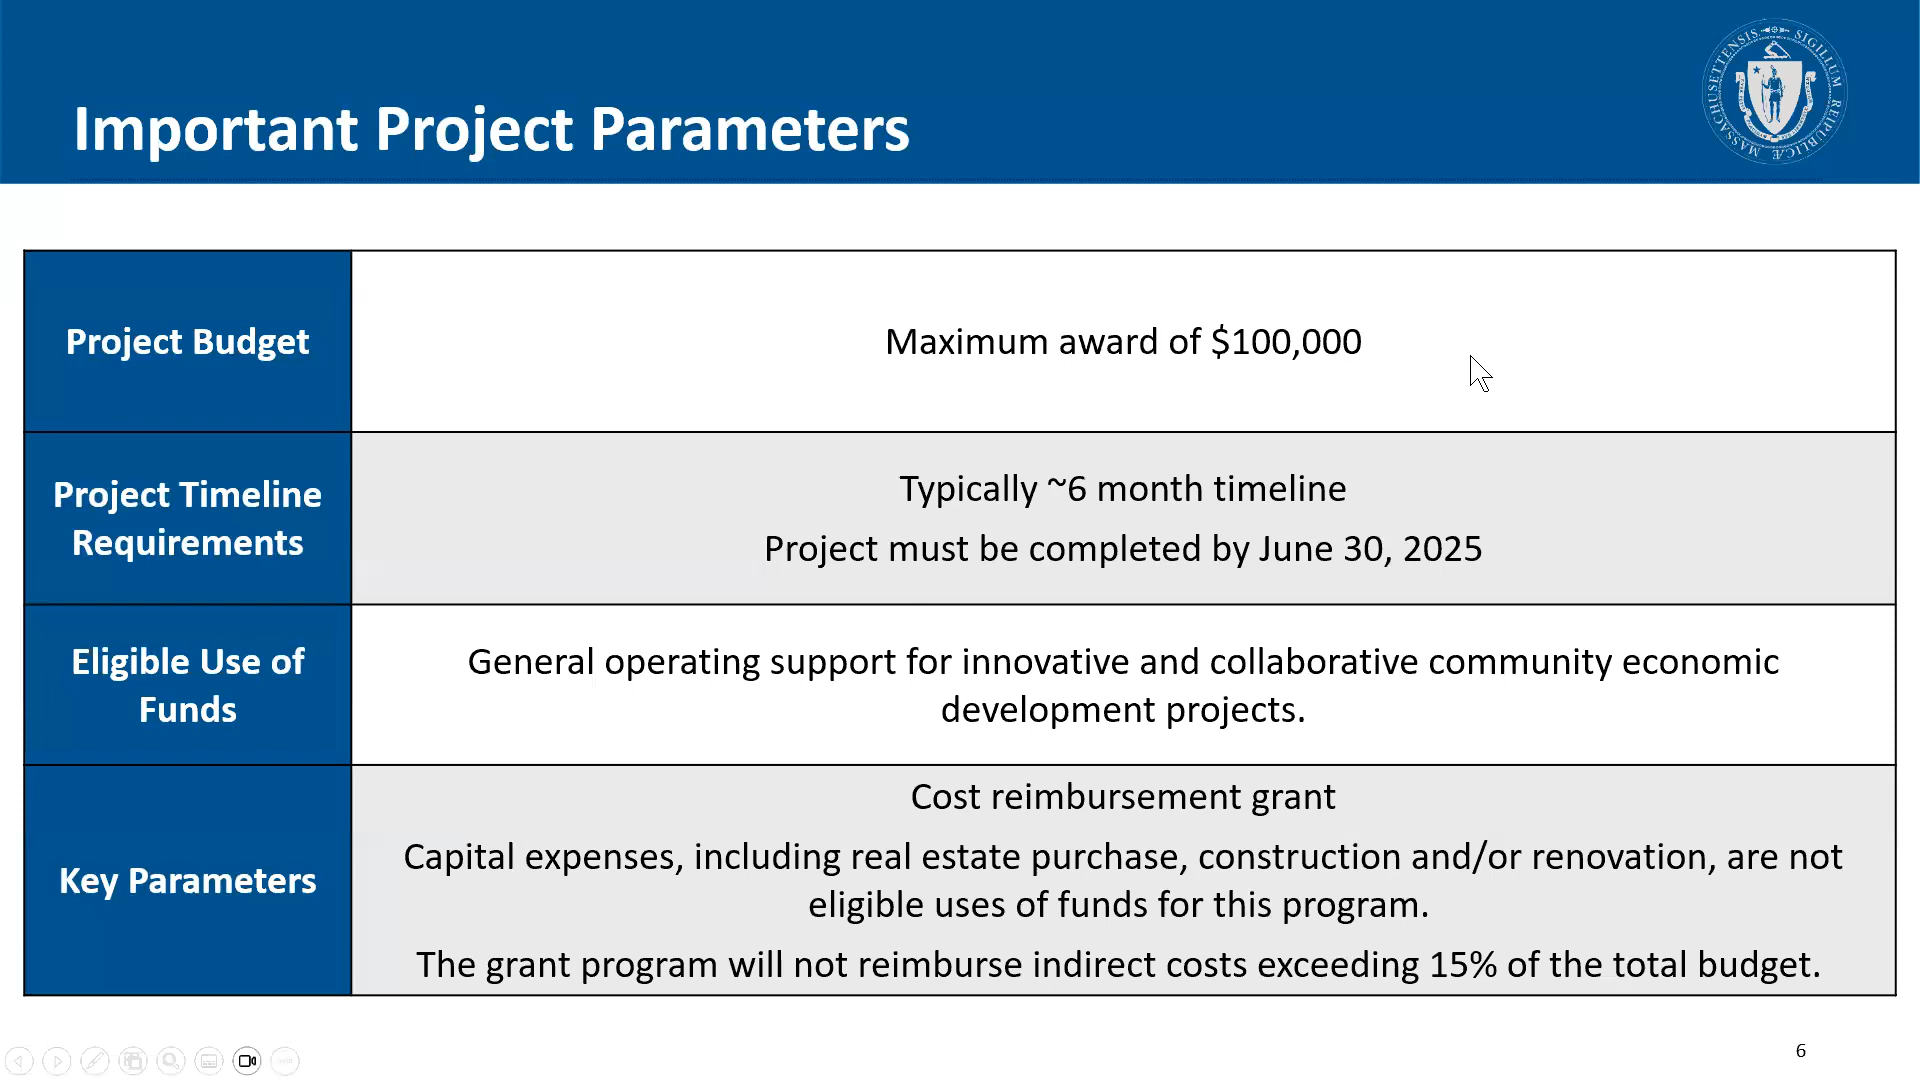 Important Project Parameters
MASSACHUSETTENSIS. SIGILLUM REIPUBLICÆ
Project Budget
Maximum award of $100,000
Project Timeline
Requirements
Typically ~6 month timeline
Project must be completed by June 30, 2025
Eligible Use of
Funds
General operating support for innovative and collaborative community economic
development projects.
Key Parameters
Cost reimbursement grant
Capital expenses, including real estate purchase, construction and/or renovation, are not
eligible uses of funds for this program.
The grant program will not reimburse indirect costs exceeding 15% of the total budget.
6